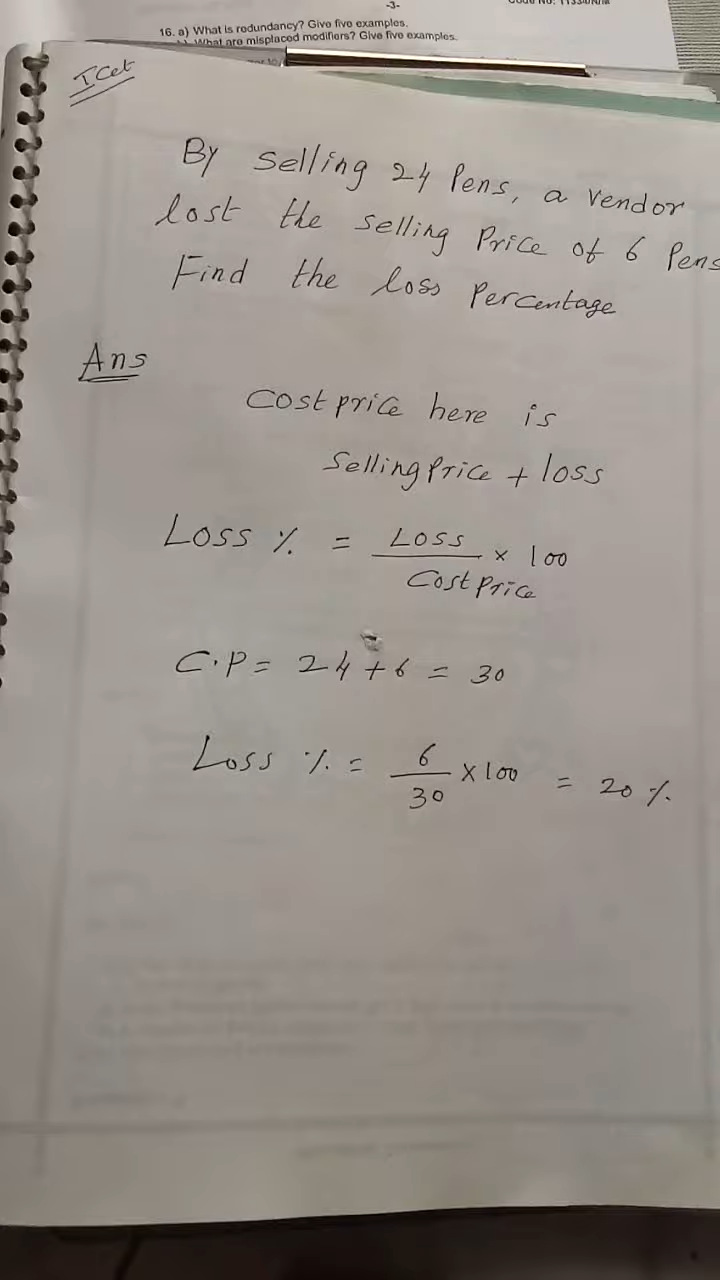 -3-
16. a) What is redundancy? Give five examples.
What are misplaced modifiers? Give five examples.
ICet
By Selling 24 Pens, a Vendor
lost the Selling Price of 6 Pens
Find the loss Percentage
Ans
Cost price here is
Selling Price + loss
Loss % = Loss / Cost Price × 100
C.P = 24 + 6 = 30
Loss % = 6 / 30 × 100 = 20 %